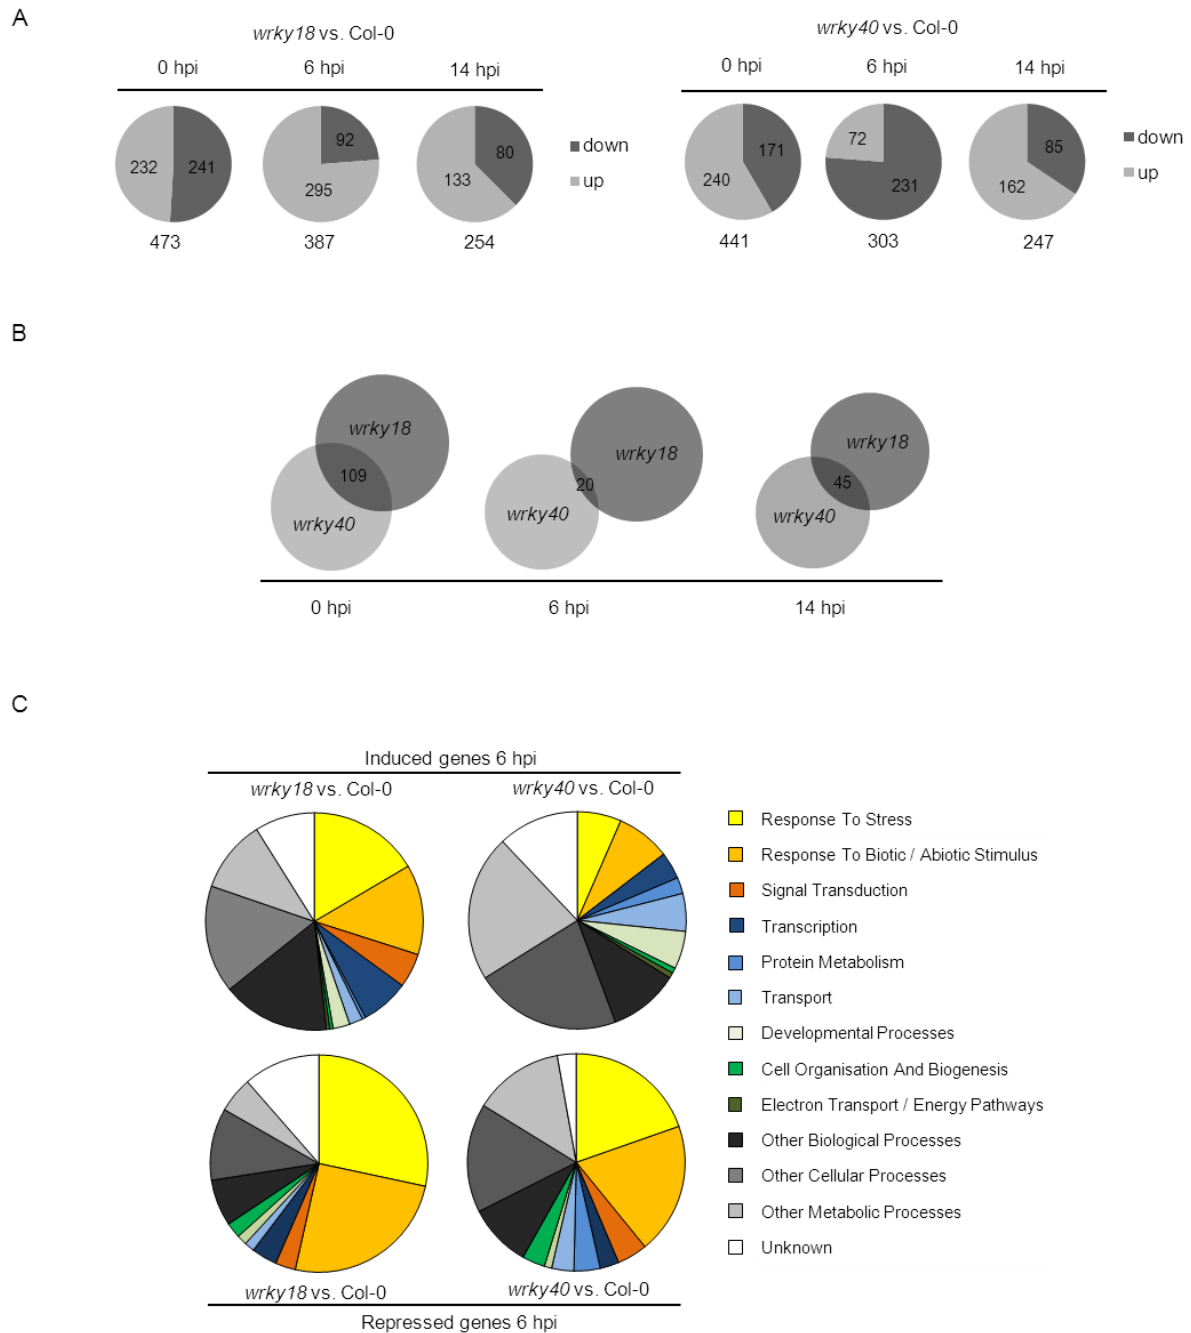 A
wrky18 vs. Col-0
0 hpi
6 hpi
14 hpi
232
241
92
295
80
133
down
up
473
387
254
wrky40 vs. Col-0
0 hpi
6 hpi
14 hpi
171
240
72
231
85
162
down
up
441
303
247
B
wrky18
109
wrky40
wrky18
20
wrky40
wrky18
45
wrky40
0 hpi
6 hpi
14 hpi
C
Induced genes 6 hpi
wrky18 vs. Col-0
wrky40 vs. Col-0
Response To Stress
Response To Biotic / Abiotic Stimulus
Signal Transduction
Transcription
Protein Metabolism
Transport
Developmental Processes
Cell Organisation And Biogenesis
Electron Transport / Energy Pathways
Other Biological Processes
Other Cellular Processes
Other Metabolic Processes
Unknown
wrky18 vs. Col-0
wrky40 vs. Col-0
Repressed genes 6 hpi